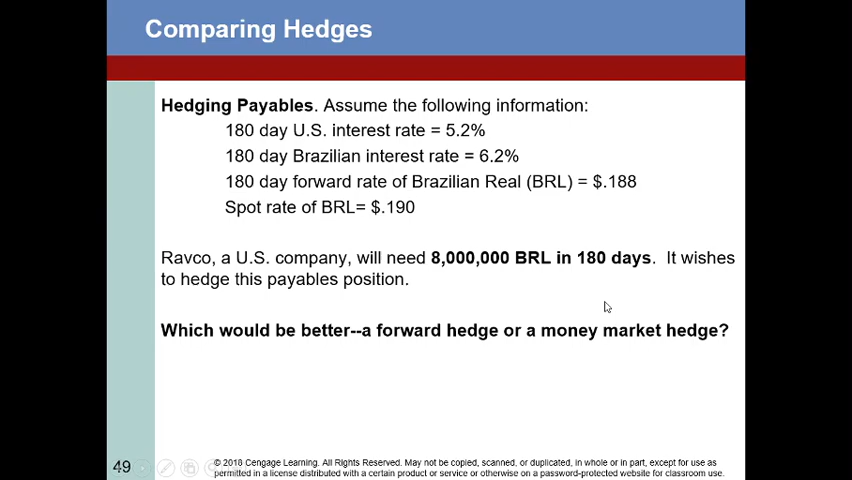 Comparing Hedges
Hedging Payables. Assume the following information:
180 day U.S. interest rate = 5.2%
180 day Brazilian interest rate = 6.2%
180 day forward rate of Brazilian Real (BRL) = $.188
Spot rate of BRL= $.190
Ravco, a U.S. company, will need 8,000,000 BRL in 180 days. It wishes
to hedge this payables position.
Which would be better--a forward hedge or a money market hedge?
49
© 2018 Cengage Learning. All Rights Reserved. May not be copied, scanned, or duplicated, in whole or in part, except for use as
permitted in a license distributed with a certain product or service or otherwise on a password-protected website for classroom use.